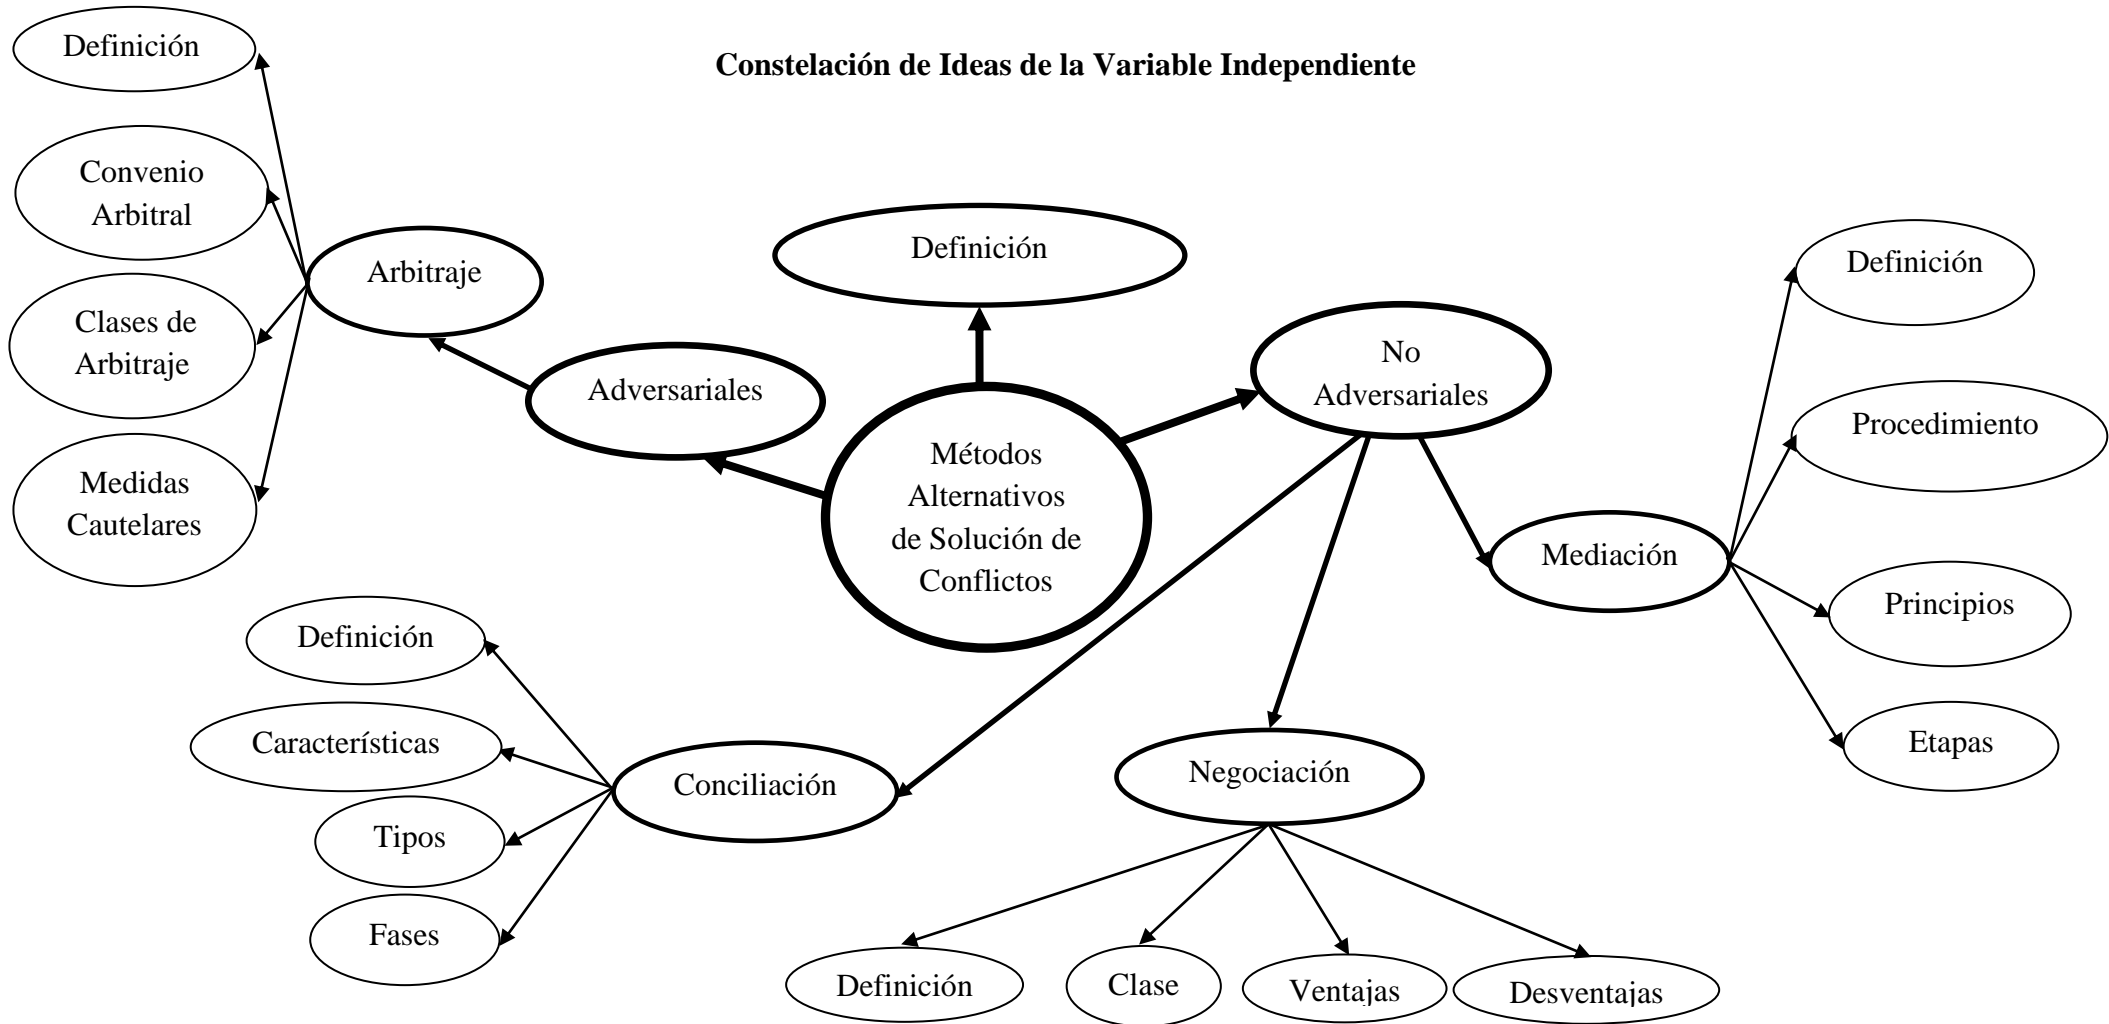 Constelación de Ideas de la Variable Independiente
Definición
Convenio
Arbitral
Clases de
Arbitraje
Medidas
Cautelares
Arbitraje
Adversariales
Definición
Métodos
Alternativos
de Solución de
Conflictos
No
Adversariales
Mediación
Definición
Procedimiento
Principios
Etapas
Conciliación
Definición
Características
Tipos
Fases
Negociación
Definición
Clase
Ventajas
Desventajas